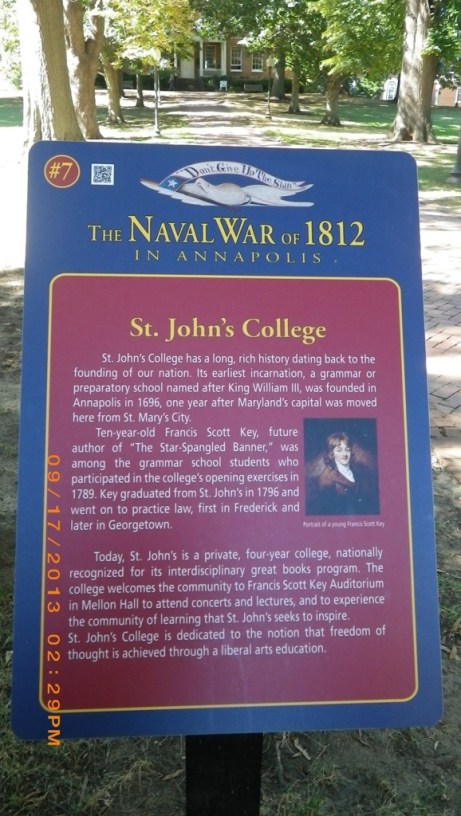 #7
Don't Give Up The Ship
THE NAVAL WAR OF 1812
IN ANNAPOLIS
St. John's College
St. John's College has a long, rich history dating back to the
founding of our nation. Its earliest incarnation, a grammar or
preparatory school named after King William III, was founded in
Annapolis in 1696, one year after Maryland's capital was moved
here from St. Mary's City.
Ten-year-old Francis Scott Key, future
author of "The Star-Spangled Banner," was
among the grammar school students who
participated in the college's opening exercises in
1789. Key graduated from St. John's in 1796 and
went on to practice law, first in Frederick and
later in Georgetown.
Portrait of a young Francis Scott Key
Today, St. John's is a private, four-year college, nationally
recognized for its interdisciplinary great books program. The
college welcomes the community to Francis Scott Key Auditorium
in Mellon Hall to attend concerts and lectures, and to experience
the community of learning that St. John's seeks to inspire.
St. John's College is dedicated to the notion that freedom of
thought is achieved through a liberal arts education.
09/17/2013 02:29PM